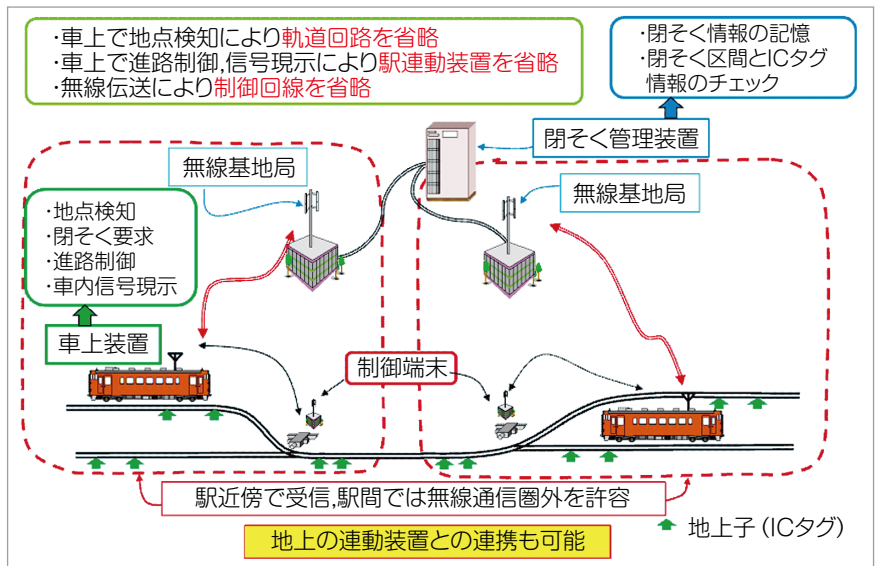 ・車上で地点検知により軌道回路を省略
・車上で進路制御,信号現示により駅連動装置を省略
・無線伝送により制御回線を省略
・閉そく情報の記憶
・閉そく区間とICタグ
情報のチェック
閉そく管理装置
無線基地局
無線基地局
・地点検知
・閉そく要求
・進路制御
・車内信号現示
車上装置
制御端末
駅近傍で受信,駅間では無線通信圏外を許容
地上子(ICタグ)
地上の連動装置との連携も可能